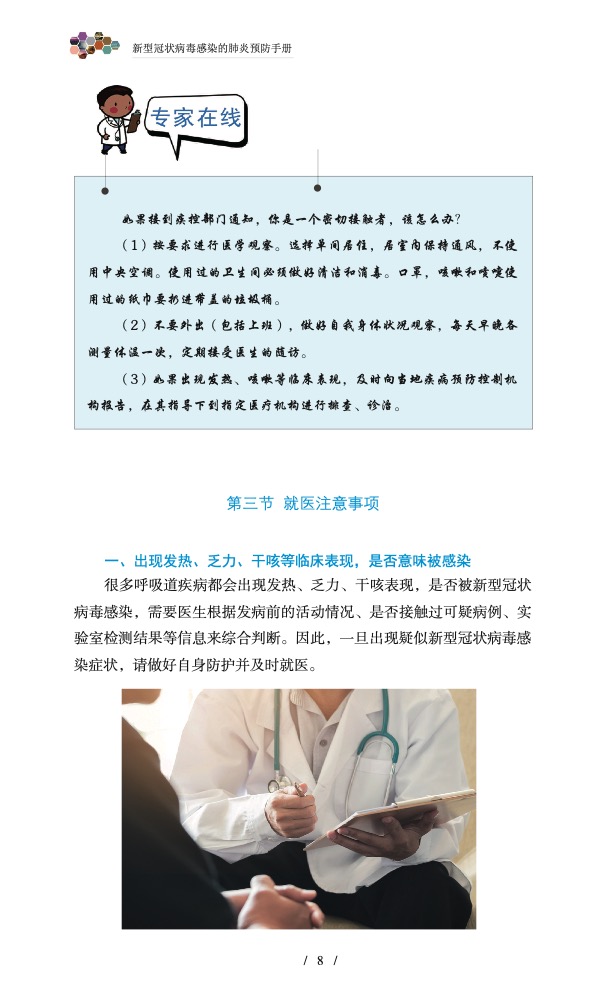 新型冠状病毒感染的肺炎预防手册
专家在线
如果接到疾控部门通知，你是一个密切接触者，该怎么办？
（1）按要求进行医学观察。选择单间居住，居室内保持通风，不使
用中央空调。使用过的卫生间必须做好清洁和消毒。口罩，咳嗽和喷嚏使
用过的纸巾要扔进带盖的垃圾桶。
（2）不要外出（包括上班），做好自我身体状况观察，每天早晚各
测量体温一次，定期接受医生的随访。
（3）如果出现发热、咳嗽等临床表现，及时向当地疾病预防控制机
构报告，在其指导下到指定医疗机构进行排查、诊治。
第三节 就医注意事项
一、出现发热、乏力、干咳等临床表现，是否意味被感染
很多呼吸道疾病都会出现发热、乏力、干咳表现，是否被新型冠状
病毒感染，需要医生根据发病前的活动情况、是否接触过可疑病例、实
验室检测结果等信息来综合判断。因此，一旦出现疑似新型冠状病毒感
染症状，请做好自身防护并及时就医。
/ 8 /